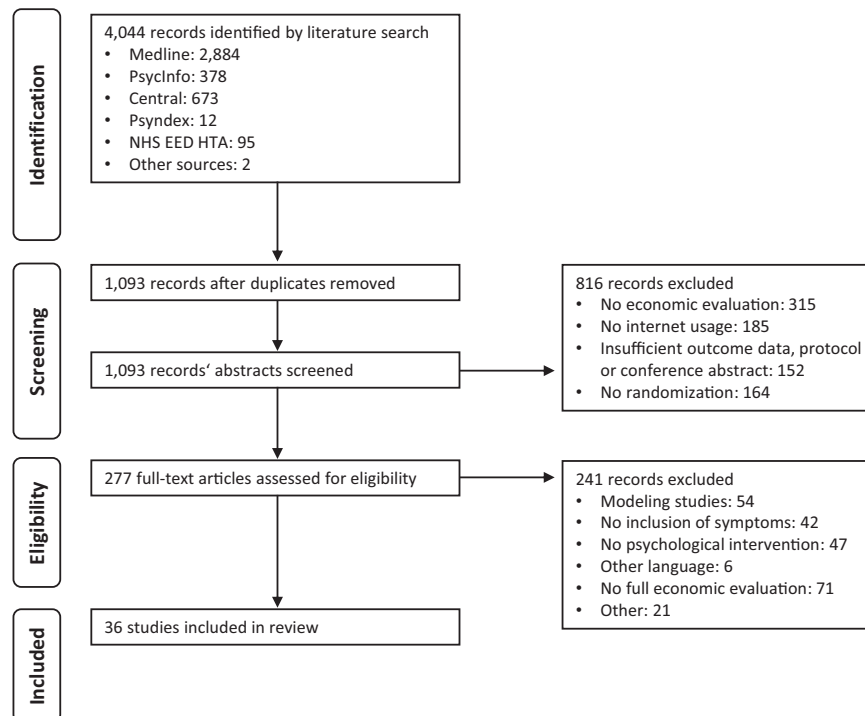 Identification
4,044 records identified by literature search
• Medline: 2,884
• PsycInfo: 378
• Central: 673
• Psyndex: 12
• NHS EED HTA: 95
• Other sources: 2
Screening
1,093 records after duplicates removed
1,093 records‘ abstracts screened
816 records excluded
• No economic evaluation: 315
• No internet usage: 185
• Insufficient outcome data, protocol
or conference abstract: 152
• No randomization: 164
Eligibility
277 full-text articles assessed for eligibility
241 records excluded
• Modeling studies: 54
• No inclusion of symptoms: 42
• No psychological intervention: 47
• Other language: 6
• No full economic evaluation: 71
• Other: 21
Included
36 studies included in review